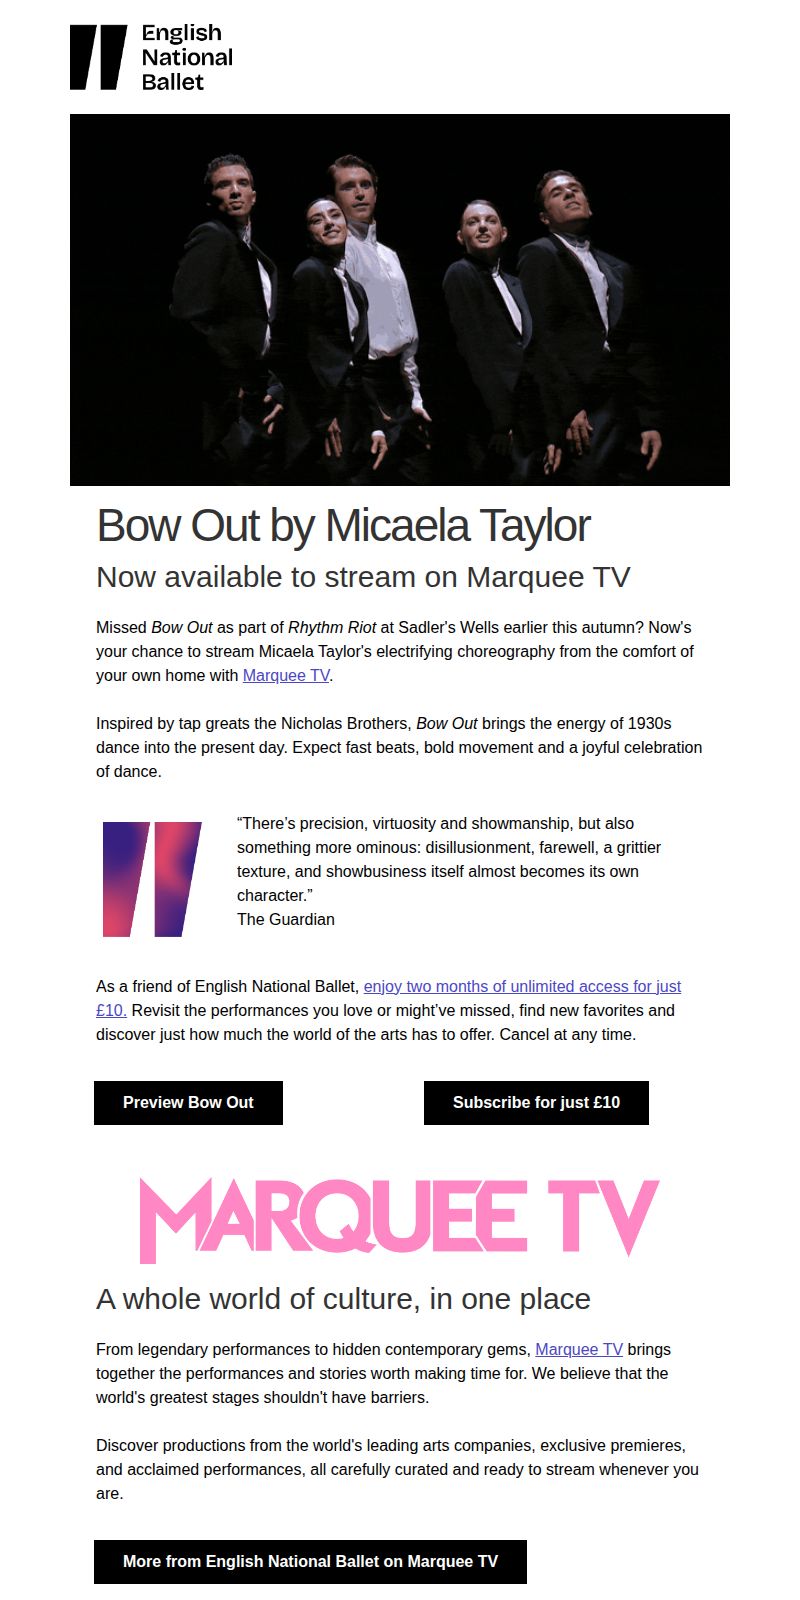 English
National
Ballet
Bow Out by Micaela Taylor
Now available to stream on Marquee TV
Missed Bow Out as part of Rhythm Riot at Sadler's Wells earlier this autumn? Now's
your chance to stream Micaela Taylor's electrifying choreography from the comfort of
your own home with Marquee TV.
Inspired by tap greats the Nicholas Brothers, Bow Out brings the energy of 1930s
dance into the present day. Expect fast beats, bold movement and a joyful celebration
of dance.
“There’s precision, virtuosity and showmanship, but also
something more ominous: disillusionment, farewell, a grittier
texture, and showbusiness itself almost becomes its own
character.”
The Guardian
As a friend of English National Ballet, enjoy two months of unlimited access for just
£10. Revisit the performances you love or might’ve missed, find new favorites and
discover just how much the world of the arts has to offer. Cancel at any time.
Preview Bow Out
Subscribe for just £10
MARQUEE TV
A whole world of culture, in one place
From legendary performances to hidden contemporary gems, Marquee TV brings
together the performances and stories worth making time for. We believe that the
world's greatest stages shouldn't have barriers.
Discover productions from the world's leading arts companies, exclusive premieres,
and acclaimed performances, all carefully curated and ready to stream whenever you
are.
More from English National Ballet on Marquee TV